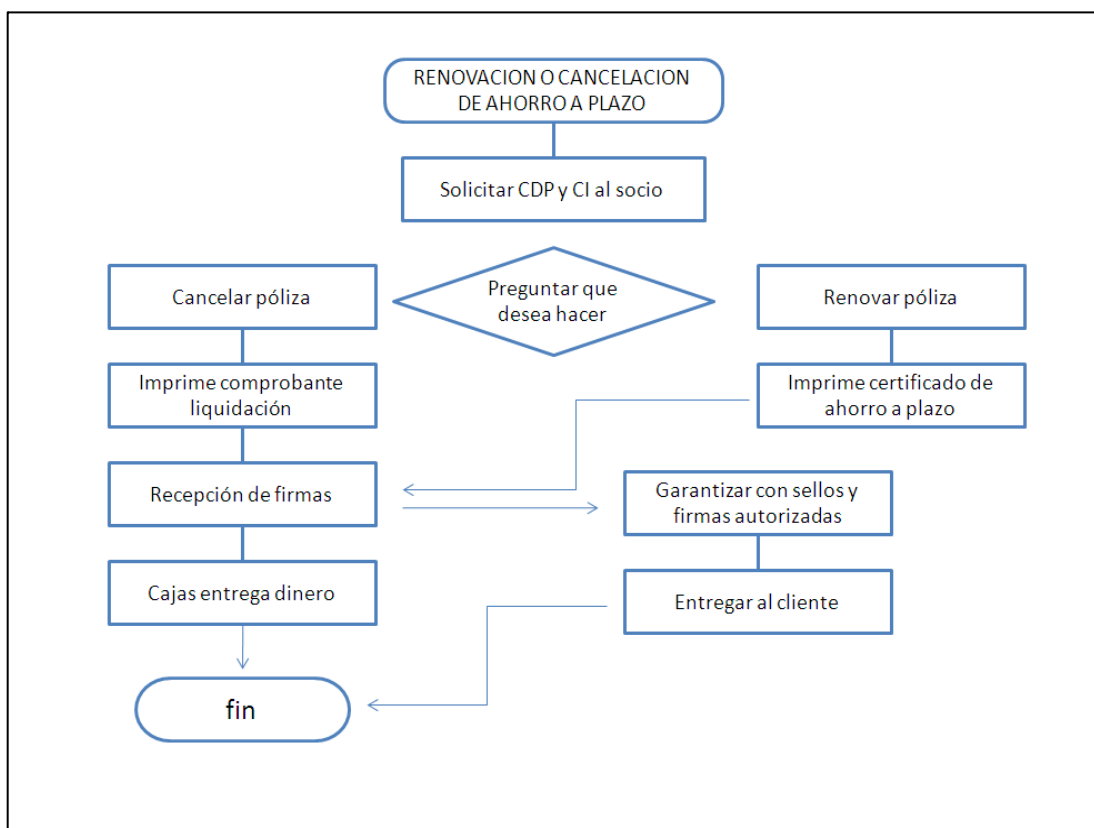 RENOVACION O CANCELACION
DE AHORRO A PLAZO
Solicitar CDP y CI al socio
Cancelar póliza
Preguntar que
desea hacer
Renovar póliza
Imprime comprobante
liquidación
Imprime certificado de
ahorro a plazo
Recepción de firmas
Garantizar con sellos y
firmas autorizadas
Cajas entrega dinero
Entregar al cliente
fin